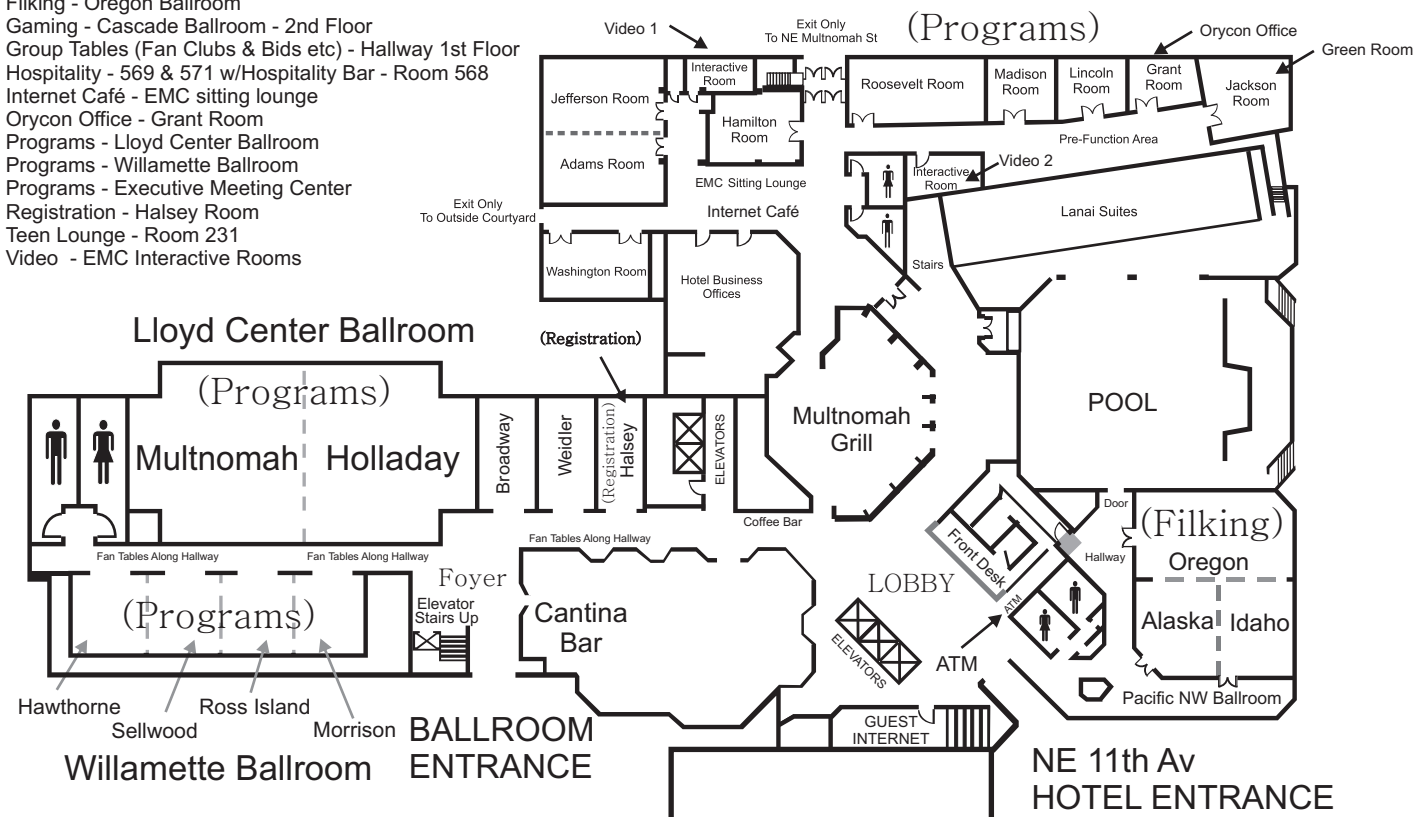 Filking - Oregon Ballroom
Gaming - Cascade Ballroom - 2nd Floor
Group Tables (Fan Clubs & Bids etc) - Hallway 1st Floor
Hospitality - 569 & 571 w/Hospitality Bar - Room 568
Internet Café - EMC sitting lounge
Orycon Office - Grant Room
Programs - Lloyd Center Ballroom
Programs - Willamette Ballroom
Programs - Executive Meeting Center
Registration - Halsey Room
Teen Lounge - Room 231
Video - EMC Interactive Rooms
Video 1
Exit Only
To NE Multnomah St
(Programs)
Orycon Office
Green Room
Jefferson Room
Interactive
Room
Hamilton
Room
Roosevelt Room
Madison
Room
Lincoln
Room
Grant
Room
Jackson
Room
Adams Room
Pre-Function Area
EMC Sitting Lounge
Interactive
Room
Video 2
Exit Only
To Outside Courtyard
Internet Café
Lanai Suites
Washington Room
Hotel Business
Offices
Stairs
Lloyd Center Ballroom
(Registration)
(Programs)
Multnomah
Holladay
Broadway
Weidler
(Registration)
Halsey
ELEVATORS
Multnomah
Grill
POOL
Coffee Bar
Door
(Filking)
Oregon
Hallway
Fan Tables Along Hallway
Fan Tables Along Hallway
Fan Tables Along Hallway
Front Desk
LOBBY
Foyer
Elevator
Stairs Up
(Programs)
Cantina
Bar
ATM
Alaska
Idaho
ELEVATORS
ATM
Pacific NW Ballroom
Hawthorne
Sellwood
Ross Island
Morrison
Willamette Ballroom
BALLROOM
ENTRANCE
GUEST
INTERNET
NE 11th Av
HOTEL ENTRANCE